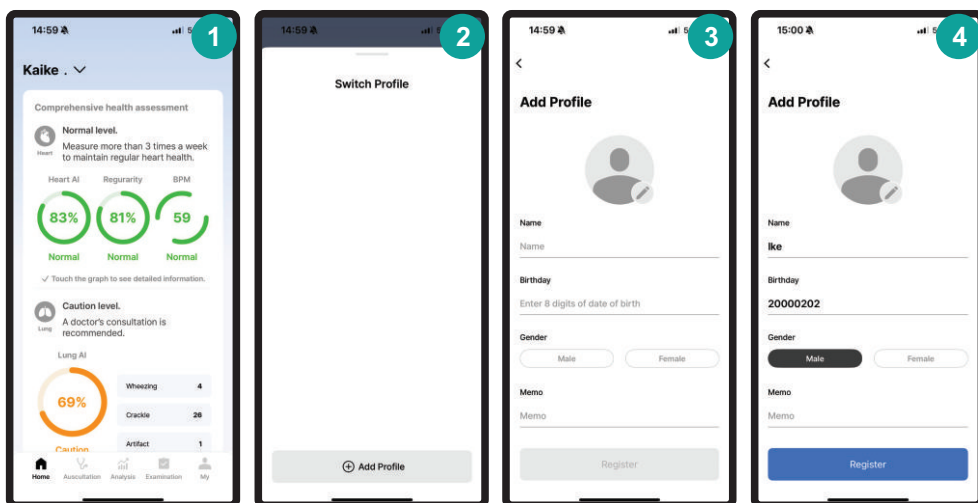 14:59
1
Kaike .
Comprehensive health assessment
Heart
Normal level.
Measure more than 3 times a week
to maintain regular heart health.
Heart AI Regurarity BPM
83% 81% 59
Normal Normal Normal
✓ Touch the graph to see detailed information.
Lung
Caution level.
A doctor's consultation is
recommended.
Lung AI
69%
Caution
Wheezing 4
Crackle 26
Artifact 1
Home Auscultation Analysis Examination My
14:59
2
Switch Profile
Add Profile
14:59
3
Add Profile
Name
Name
Birthday
Enter 8 digits of date of birth
Gender
Male Female
Memo
Memo
Register
15:00
4
Add Profile
Name
Ike
Birthday
20000202
Gender
Male Female
Memo
Memo
Register